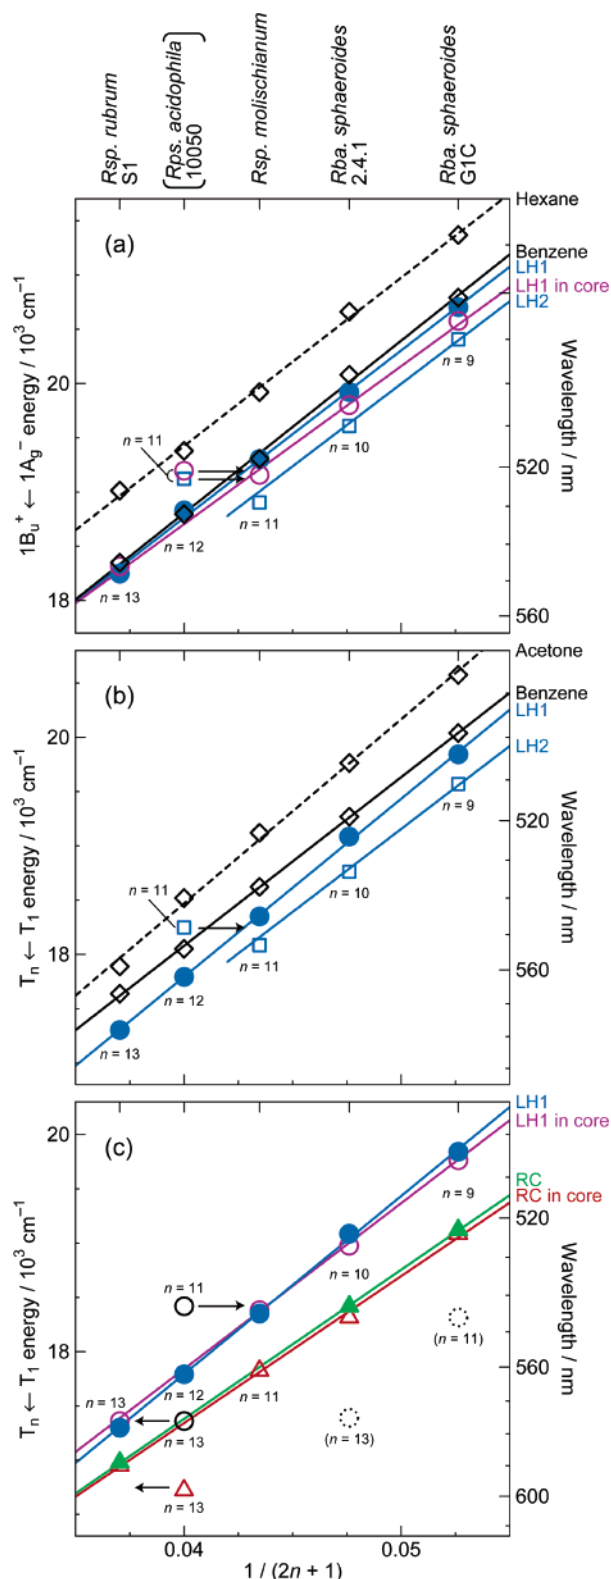 Rsp. rubrum
S1
Rps. acidophila
10050
Rsp. molischianum
Rba. sphaeroides
2.4.1
Rba. sphaeroides
G1C
(a)
Hexane
Benzene
LH1
LH1 in core
LH2
20
18
1Bu+ ← 1Ag− energy / 10³ cm−1
520
560
Wavelength / nm
n = 11
n = 9
n = 10
n = 11
n = 12
n = 13
(b)
Acetone
Benzene
LH1
LH2
20
18
Tn ← T1 energy / 10³ cm−1
520
560
Wavelength / nm
n = 11
n = 9
n = 10
n = 11
n = 12
n = 13
(c)
LH1
LH1 in core
RC
RC in core
20
18
Tn ← T1 energy / 10³ cm−1
520
560
600
Wavelength / nm
n = 9
n = 10
n = 11
(n = 11)
n = 12
n = 11
n = 13
n = 13
(n = 13)
n = 13
0.04
0.05
1 / (2n + 1)